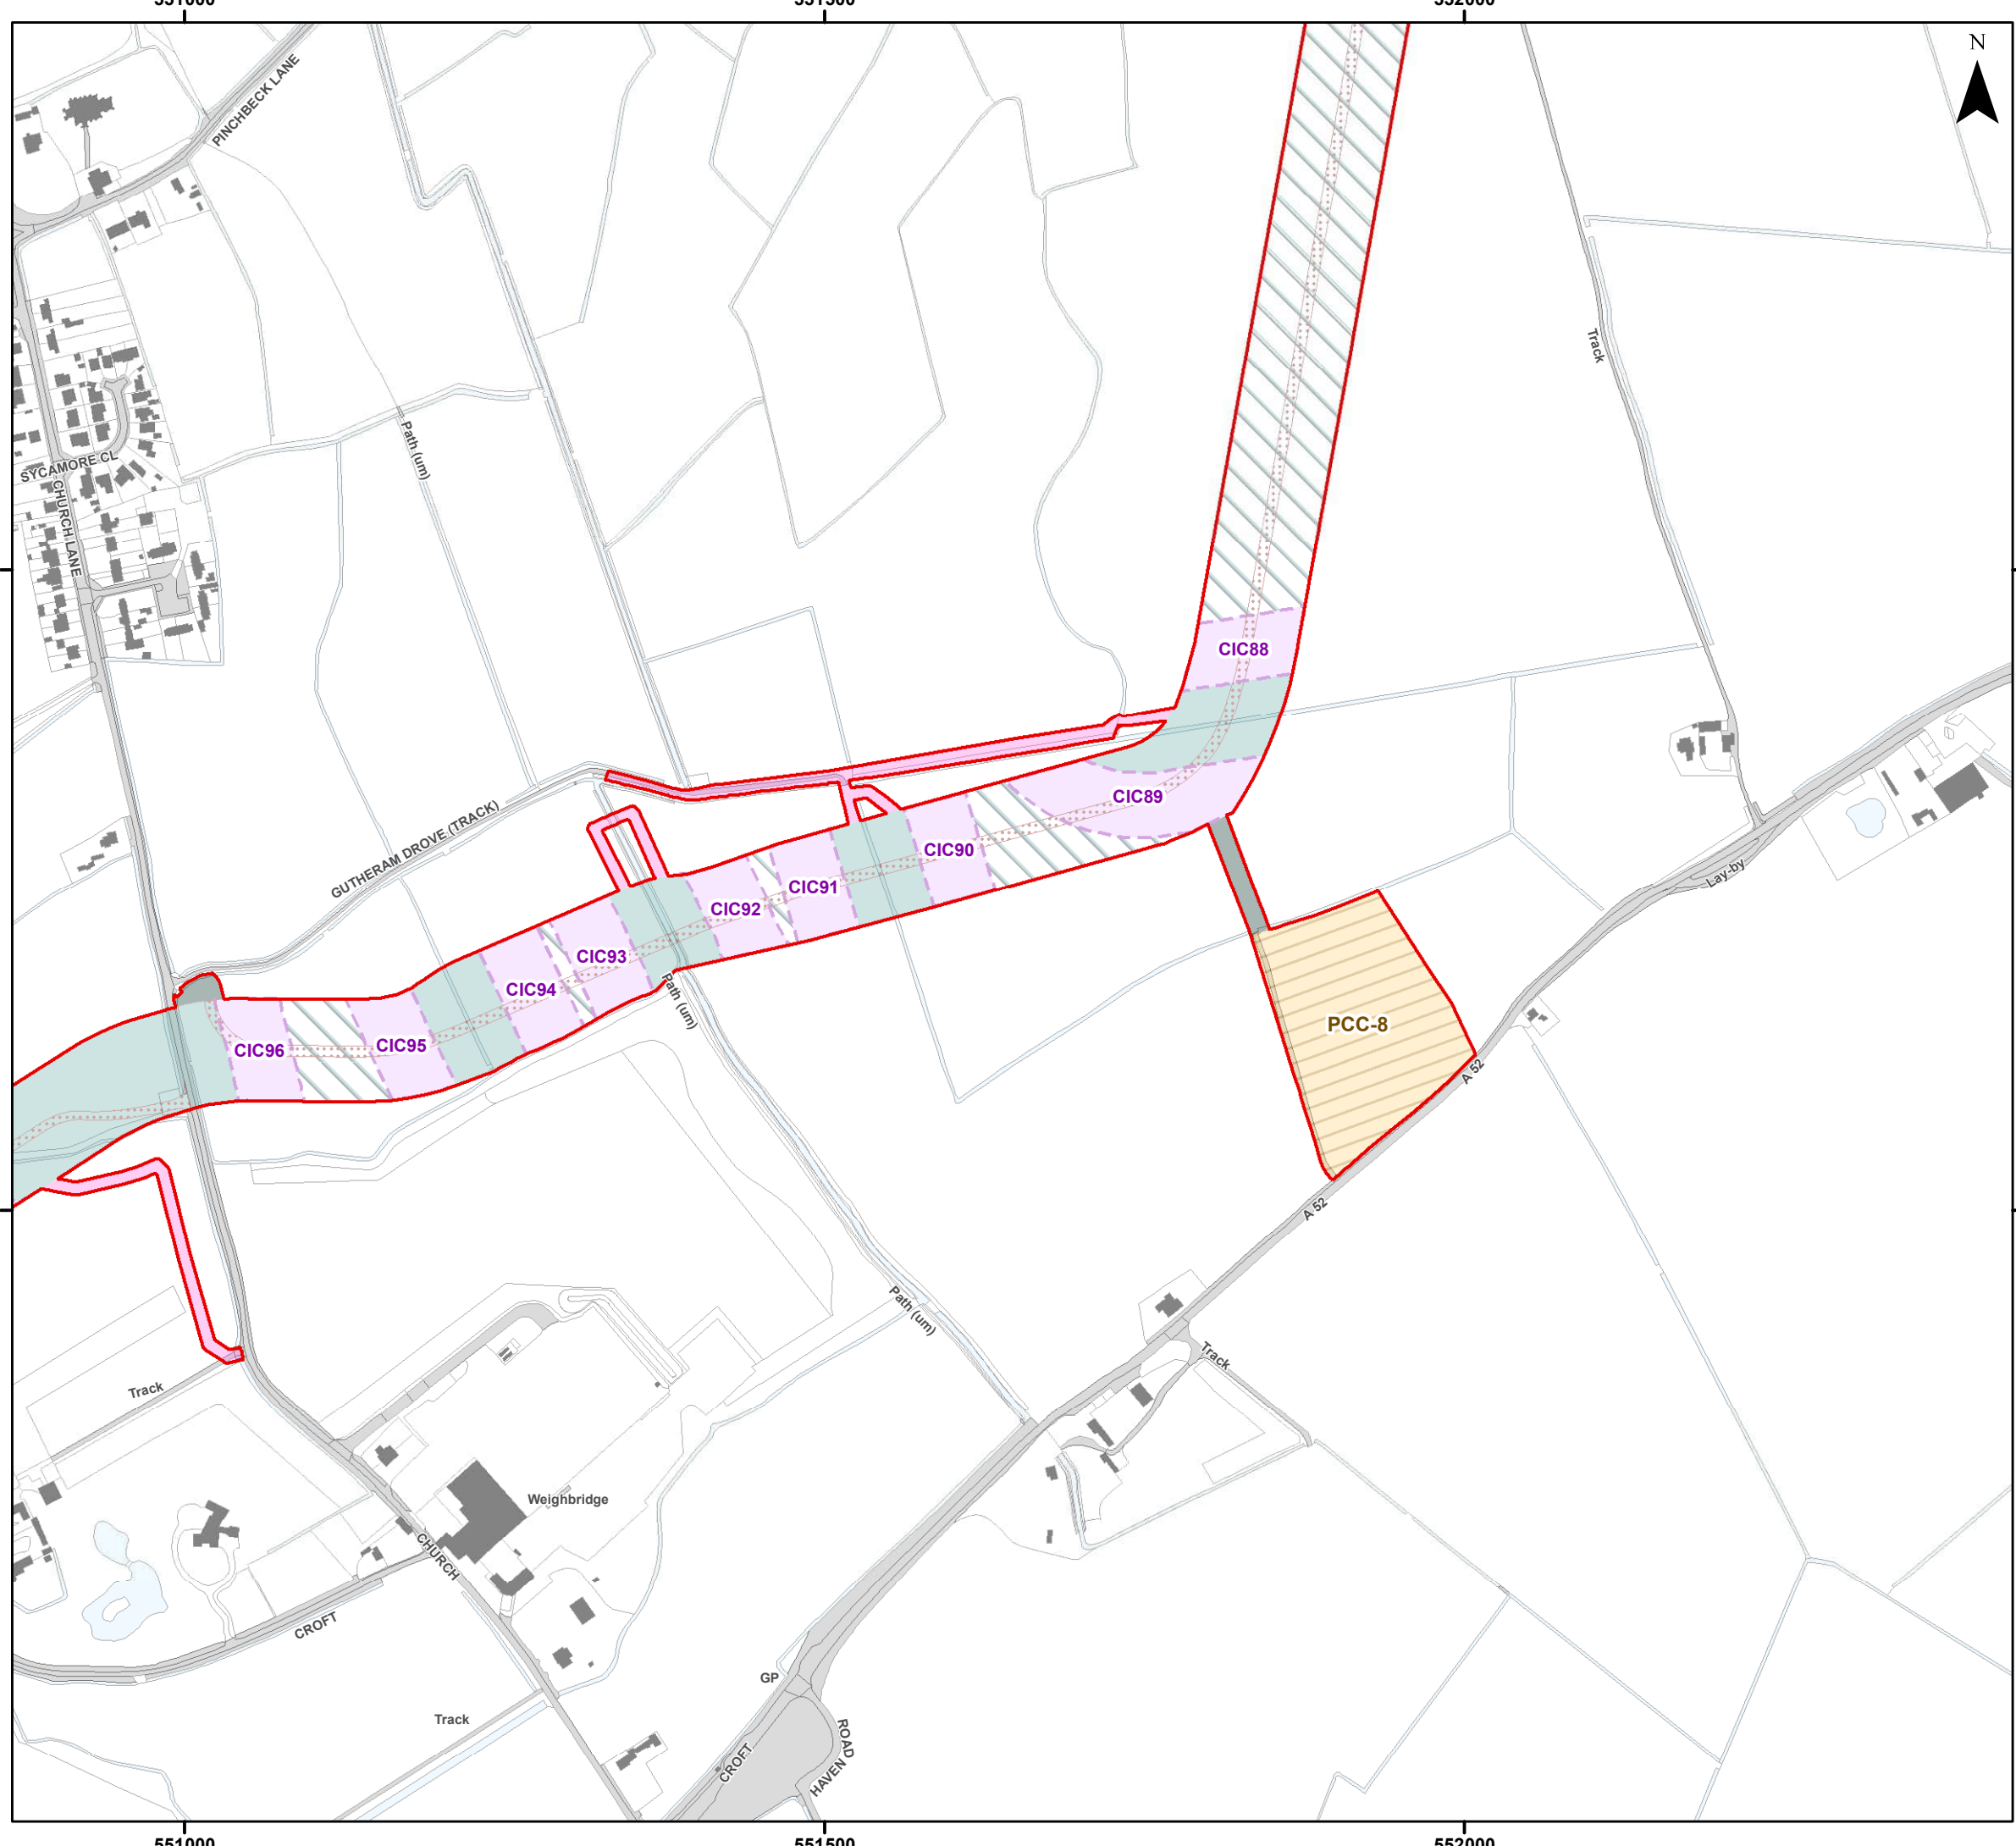 551000
551500
552000
N
PINCHBECK LANE
Track
Path (um)
SYCAMORE CL
CHURCH LANE
CIC88
CIC89
GUTHERAM DROVE (TRACK)
CIC90
Lay-by
CIC91
CIC92
CIC93
CIC94
Path (um)
PCC-8
CIC95
CIC96
A 52
A 52
Path (um)
Track
Track
Weighbridge
CHURCH
CROFT
GP
Track
ROAD
CROFT
HAVEN
551000
551500
552000